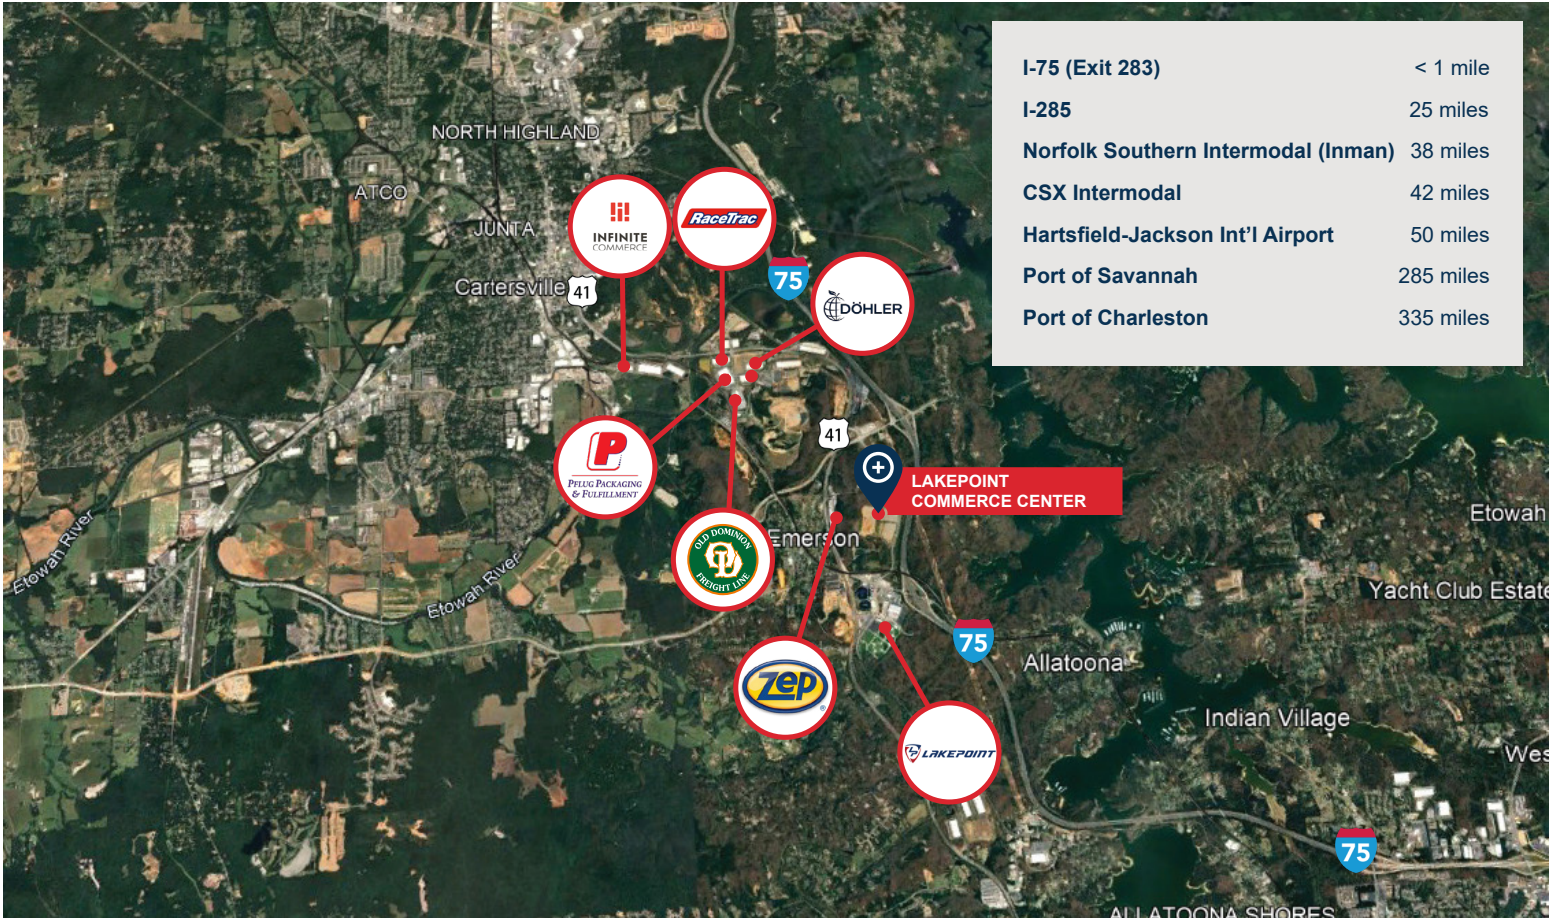 I-75 (Exit 283) < 1 mile
I-285 25 miles
Norfolk Southern Intermodal (Inman) 38 miles
CSX Intermodal 42 miles
Hartsfield-Jackson Int’l Airport 50 miles
Port of Savannah 285 miles
Port of Charleston 335 miles
NORTH HIGHLAND
ATCO
JUNTA
INFINITE
COMMERCE
RaceTrac
75
Cartersville
41
DÖHLER
41
P
PFLUG PACKAGING
& FULFILLMENT
LAKEPOINT
COMMERCE CENTER
Etowah
Emerson
OLD DOMINION
OD
FREIGHT LINE
Etowah River
Etowah River
Yacht Club Estate
75
Allatoona
Zep
®
Indian Village
LP LAKEPOINT
Wes
75
ALLATOONA SHORES